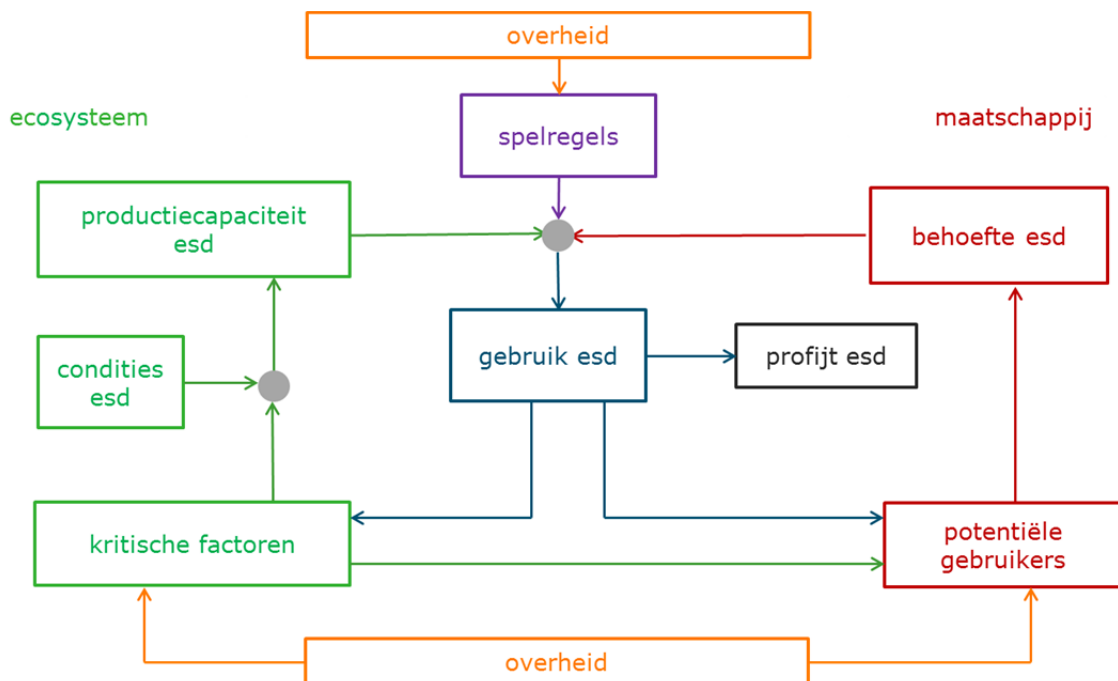 overheid
ecosysteem
maatschappij
spelregels
productiecapaciteit
esd
behoefte esd
gebruik esd
profijt esd
condities
esd
kritische factoren
potentiële
gebruikers
overheid